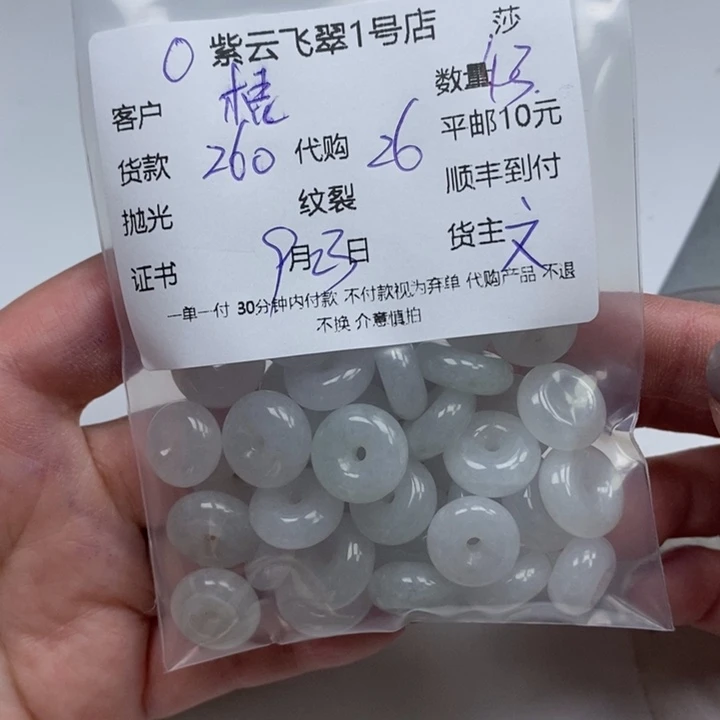 莎
紫云飞翠1号店
客户 数量
货款 260 代购 26 平邮10元
抛光 纹裂 顺丰到付
证书 9月23日 货主 文
一单一付 30分钟内付款 不付款视为弃单 代购产品 不退
不换 介意慎拍